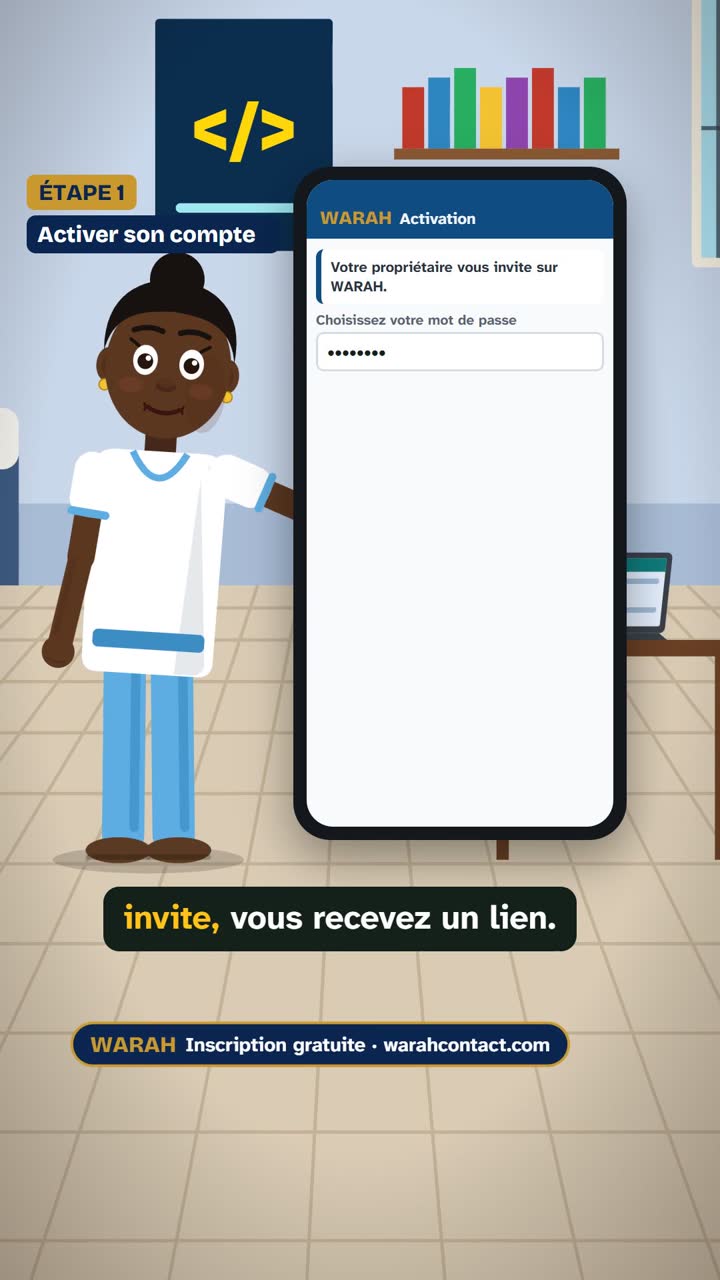 </>
ÉTAPE 1
Activer son compte
WARAH Activation
Votre propriétaire vous invite sur
WARAH.
Choisissez votre mot de passe
••••••••
invite, vous recevez un lien.
WARAH Inscription gratuite · warahcontact.com